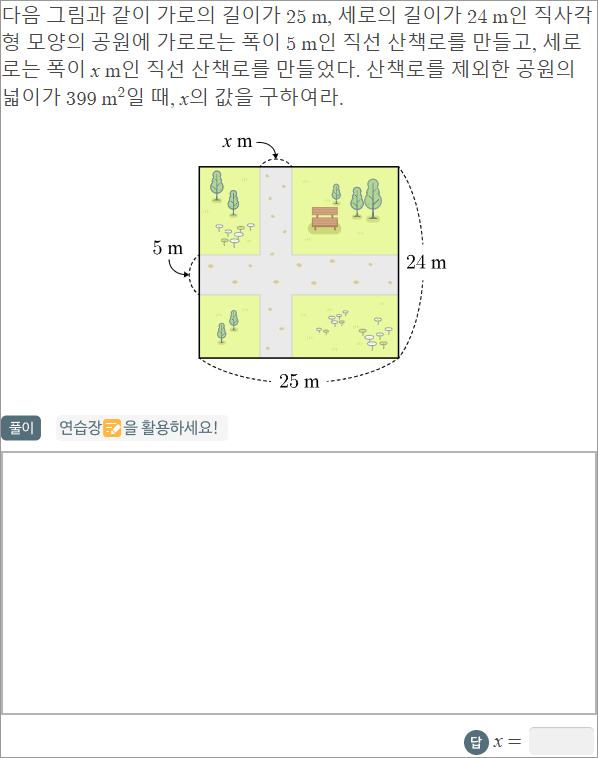 다음 그림과 같이 가로의 길이가 25 m, 세로의 길이가 24 m인 직사각
형 모양의 공원에 가로로는 폭이 5 m인 직선 산책로를 만들고, 세로
로는 폭이 x m인 직선 산책로를 만들었다. 산책로를 제외한 공원의
넓이가 399 m²일 때, x의 값을 구하여라.
x m
5 m
24 m
25 m
풀이 연습장을 활용하세요!
답 x =